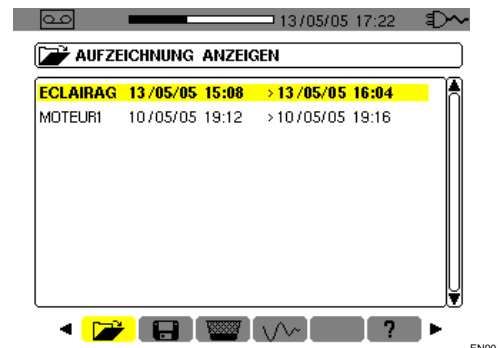 13/05/05 17:22
AUFZEICHNUNG ANZEIGEN
ECLAIRAG 13/05/05 15:08 >13/05/05 16:04
MOTEUR1 10/05/05 19:12 >10/05/05 19:16
?